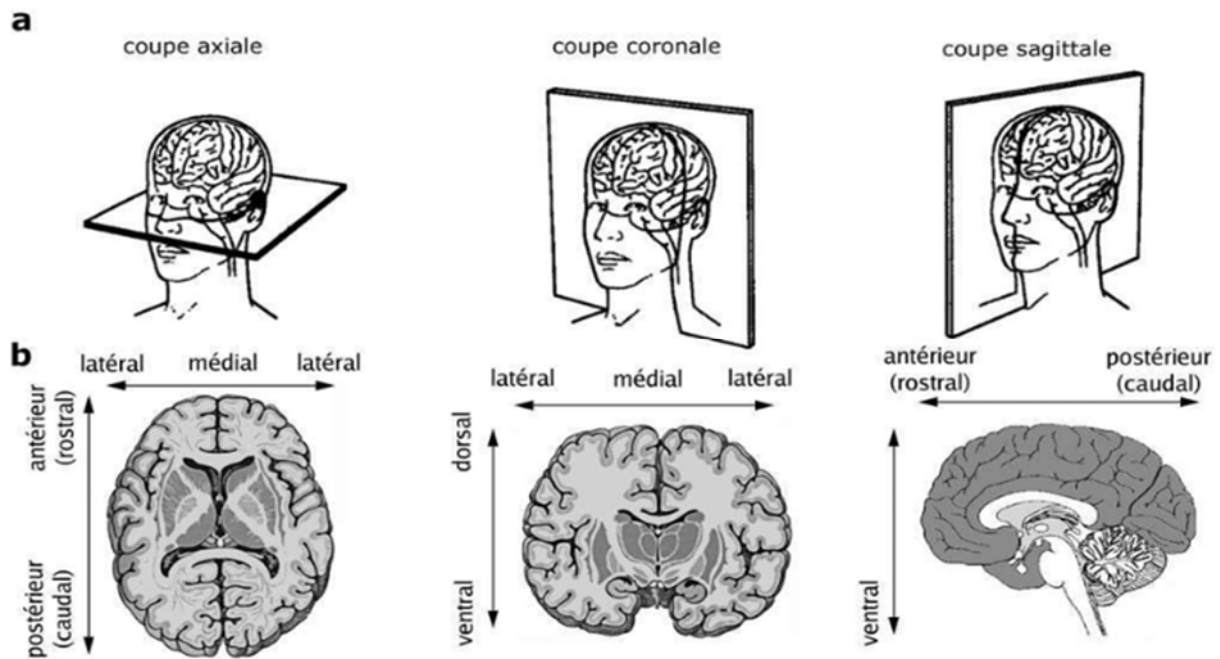 a
coupe axiale
coupe coronale
coupe sagittale
b
latéral médial latéral
antérieur
(rostral)
postérieur
(caudal)
latéral médial latéral
dorsal
ventral
antérieur
(rostral)
postérieur
(caudal)
ventral